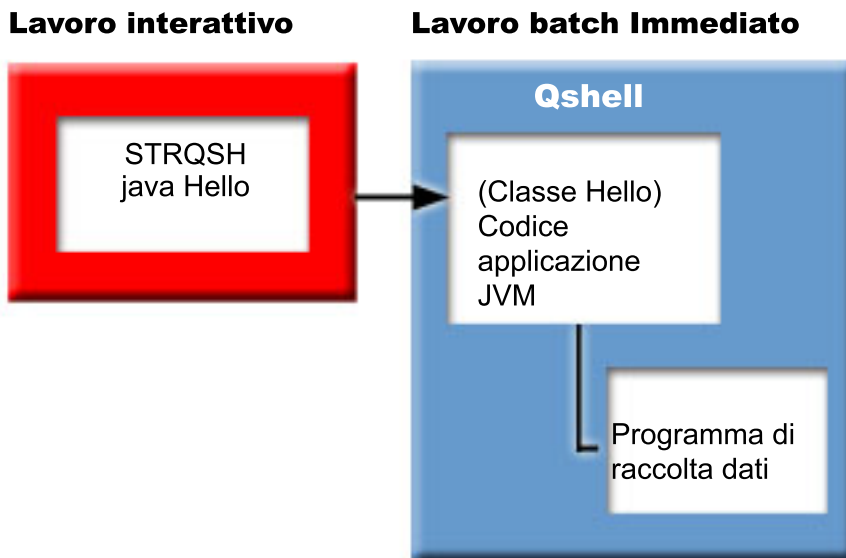 Lavoro interattivo
STRQSH
java Hello
Lavoro batch Immediato
Qshell
(Classe Hello)
Codice
applicazione
JVM
Programma di
raccolta dati